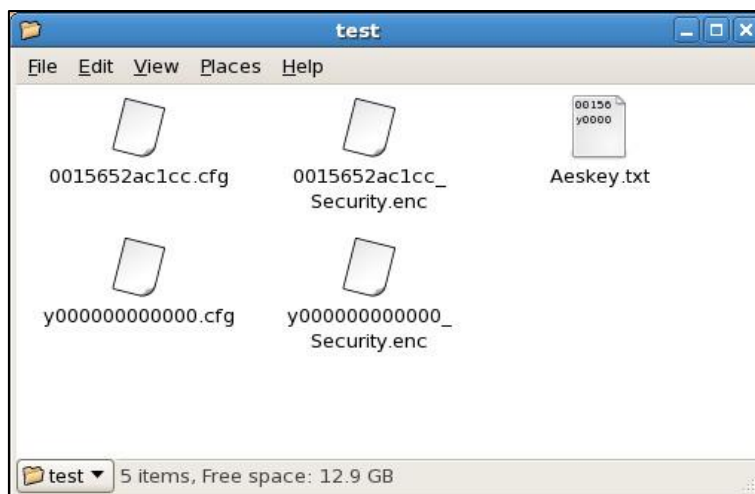 test
File Edit View Places Help
0015652ac1cc.cfg
0015652ac1cc_
Security.enc
00156
y0000
Aeskey.txt
y000000000000.cfg
y000000000000_
Security.enc
test 5 items, Free space: 12.9 GB